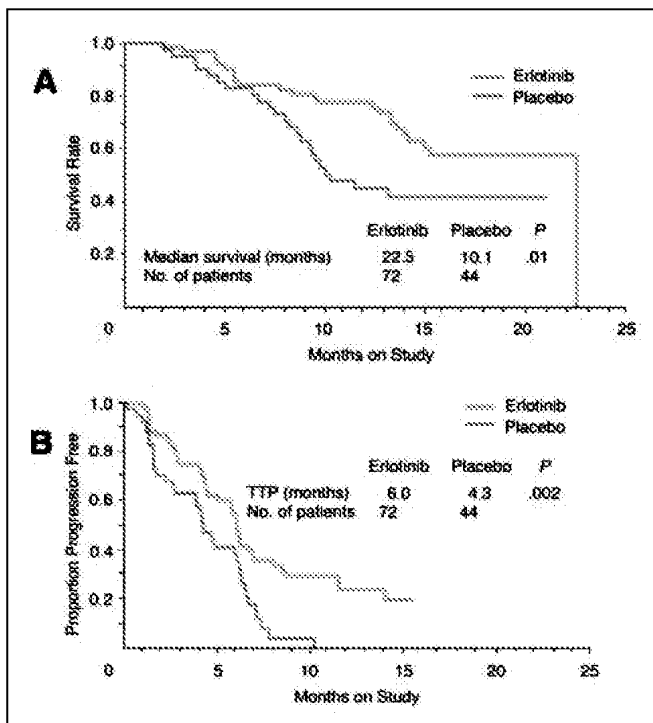 A
1.0
0.8
0.6
0.4
0.2
Survival Rate
Erlotinib
Placebo
Erlotinib Placebo P
Median survival (months) 22.5 10.1 .01
No. of patients 72 44
0 5 10 15 20 25
Months on Study
B
1.0
0.8
0.6
0.4
0.2
Proportion Progression Free
Erlotinib
Placebo
Erlotinib Placebo P
TTP (months) 6.0 4.3 .002
No. of patients 72 44
0 5 10 15 20 25
Months on Study